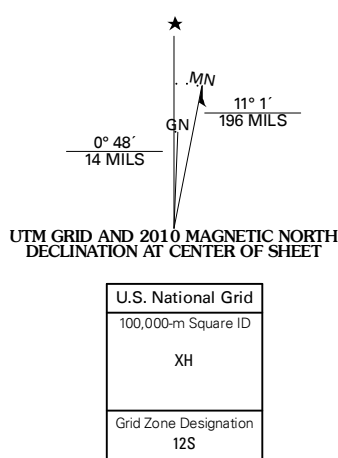 MN
11° 1´
196 MILS
GN
0° 48´
14 MILS
UTM GRID AND 2010 MAGNETIC NORTH
DECLINATION AT CENTER OF SHEET
U.S. National Grid
100,000-m Square ID
XH
Grid Zone Designation
12S